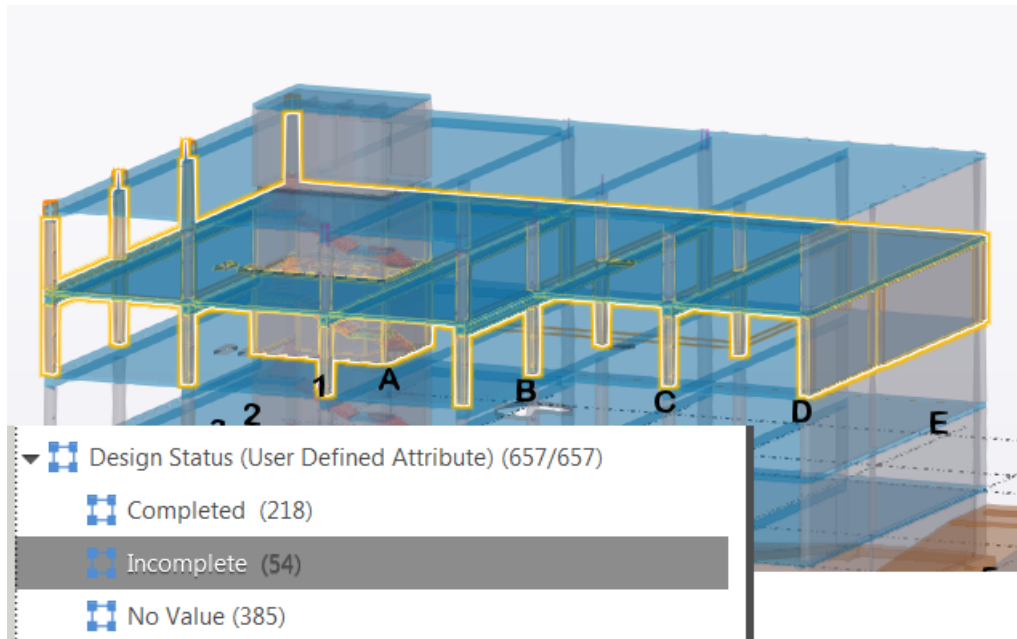 1
A
B
C
D
E
2
Design Status (User Defined Attribute) (657/657)
Completed (218)
Incomplete (54)
No Value (385)